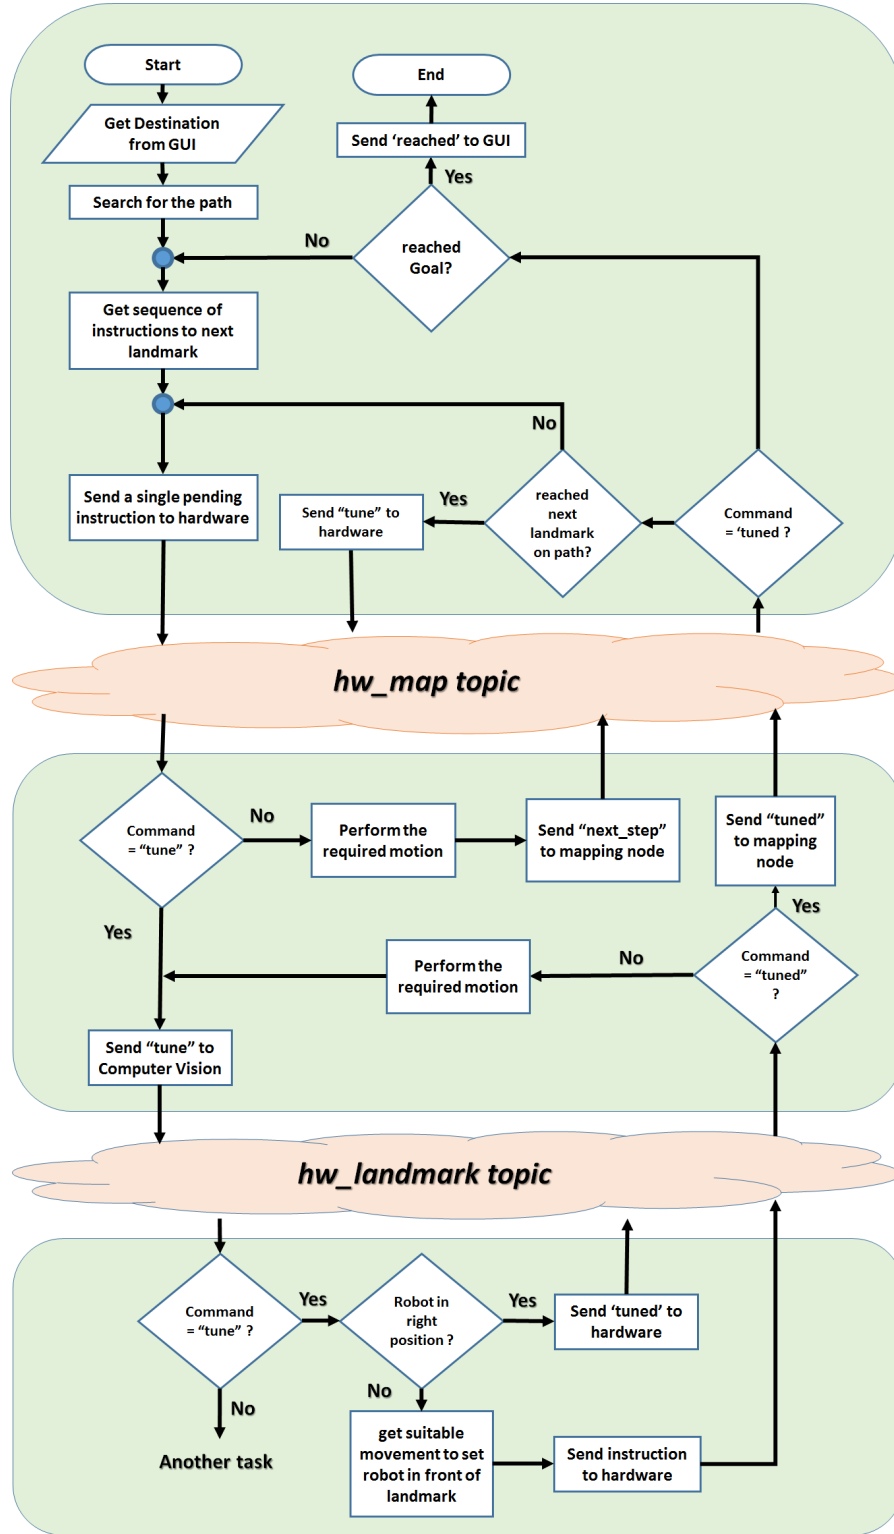 Start
End
Get Destination
from GUI
Send ‘reached’ to GUI
Yes
Search for the path
No
reached
Goal?
Get sequence of
instructions to next
landmark
No
Send a single pending
instruction to hardware
Send “tune” to
hardware
Yes
reached
next
landmark
on path?
Command
= ‘tuned ?
hw_map topic
Command
= “tune” ?
No
Perform the
required motion
Send “next_step”
to mapping node
Send “tuned”
to mapping
node
Yes
Yes
Perform the
required motion
No
Command
= “tuned”
?
Send “tune” to
Computer Vision
hw_landmark topic
Command
= “tune” ?
Yes
Robot in
right
position ?
Yes
Send ‘tuned’ to
hardware
No
No
Another task
get suitable
movement to set
robot in front of
landmark
Send instruction
to hardware